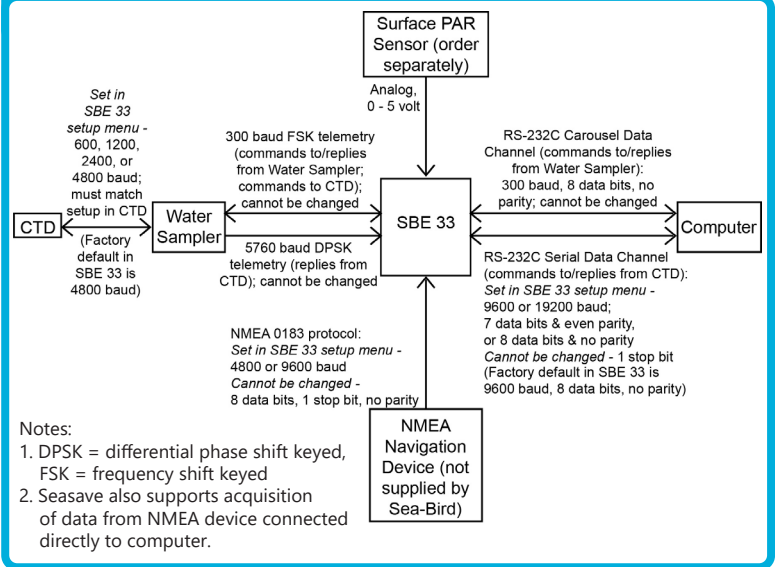 Surface PAR
Sensor (order
separately)
Analog,
0 - 5 volt
Set in
SBE 33
setup menu -
600, 1200,
2400, or
4800 baud;
must match
setup in CTD
(Factory
default in
SBE 33 is
4800 baud)
CTD
Water
Sampler
300 baud FSK telemetry
(commands to/replies
from Water Sampler;
commands to CTD);
cannot be changed
5760 baud DPSK
telemetry (replies from
CTD); cannot be changed
SBE 33
RS-232C Carousel Data
Channel (commands to/replies
from Water Sampler):
300 baud, 8 data bits, no
parity; cannot be changed
Computer
RS-232C Serial Data Channel
(commands to/replies from CTD):
Set in SBE 33 setup menu -
9600 or 19200 baud;
7 data bits & even parity,
or 8 data bits & no parity
Cannot be changed - 1 stop bit
(Factory default in SBE 33 is
9600 baud, 8 data bits, no parity)
NMEA 0183 protocol:
Set in SBE 33 setup menu -
4800 or 9600 baud
Cannot be changed -
8 data bits, 1 stop bit, no parity
NMEA
Navigation
Device (not
supplied by
Sea-Bird)
Notes:
1. DPSK = differential phase shift keyed,
FSK = frequency shift keyed
2. Seasave also supports acquisition
of data from NMEA device connected
directly to computer.